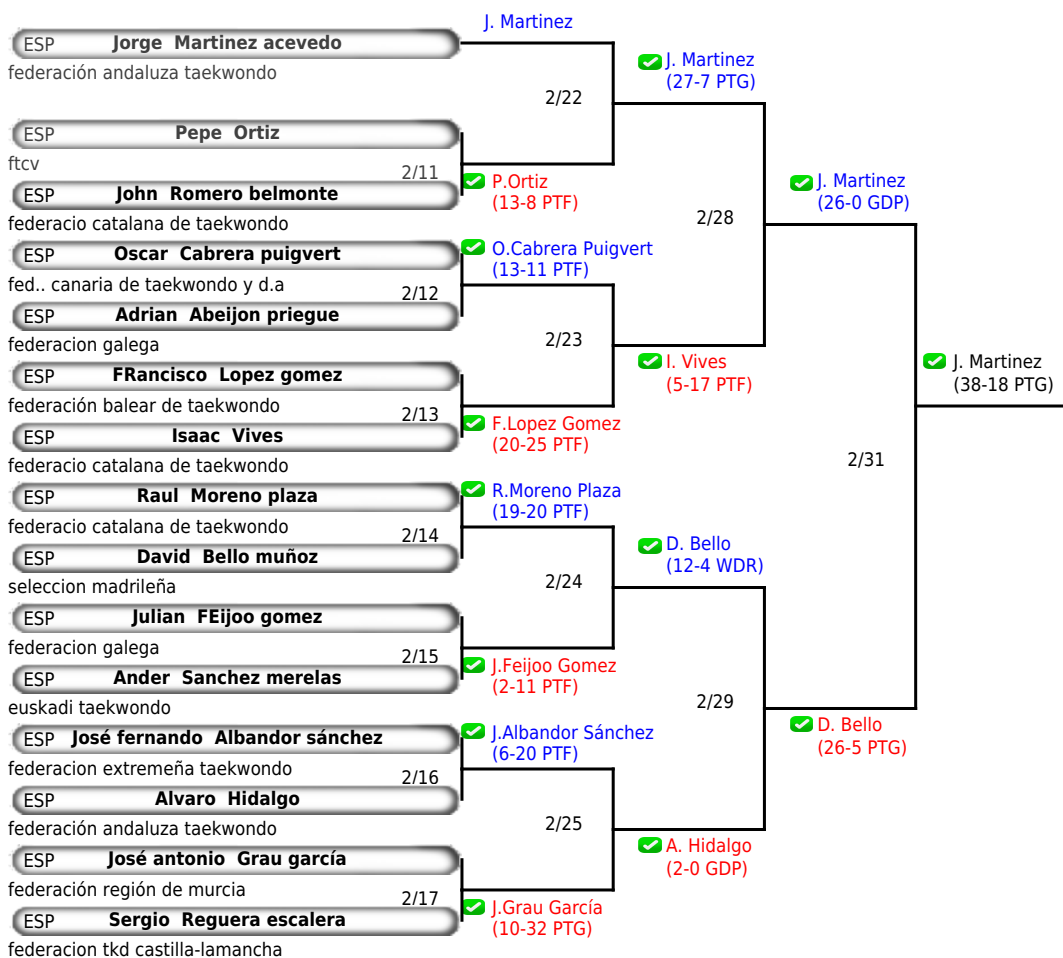 J. Martinez
ESP Jorge Martinez acevedo
federación andaluza taekwondo
J. Martinez
(27-7 PTG)
2/22
ESP Pepe Ortiz
ftcv
2/11
P.Ortiz
(13-8 PTF)
ESP John Romero belmonte
federacio catalana de taekwondo
J. Martinez
(26-0 GDP)
2/28
ESP Oscar Cabrera puigvert
O.Cabrera Puigvert
(13-11 PTF)
fed.. canaria de taekwondo y d.a
2/12
ESP Adrian Abeijon priegue
federacion galega
2/23
I. Vives
(5-17 PTF)
J. Martinez
(38-18 PTG)
ESP FRancisco Lopez gomez
federación balear de taekwondo
2/13
F.Lopez Gomez
(20-25 PTF)
ESP Isaac Vives
federacio catalana de taekwondo
2/31
ESP Raul Moreno plaza
R.Moreno Plaza
(19-20 PTF)
federacio catalana de taekwondo
2/14
ESP David Bello muñoz
seleccion madrileña
D. Bello
(12-4 WDR)
2/24
ESP Julian FEijoo gomez
federacion galega
2/15
J.Feijoo Gomez
(2-11 PTF)
ESP Ander Sanchez merelas
euskadi taekwondo
2/29
D. Bello
(26-5 PTG)
ESP José fernando Albandor sánchez
J.Albandor Sánchez
(6-20 PTF)
federacion extremeña taekwondo
2/16
ESP Alvaro Hidalgo
federación andaluza taekwondo
2/25
A. Hidalgo
(2-0 GDP)
ESP José antonio Grau garcía
federación región de murcia
2/17
J.Grau García
(10-32 PTG)
ESP Sergio Reguera escalera
federacion tkd castilla-lamancha